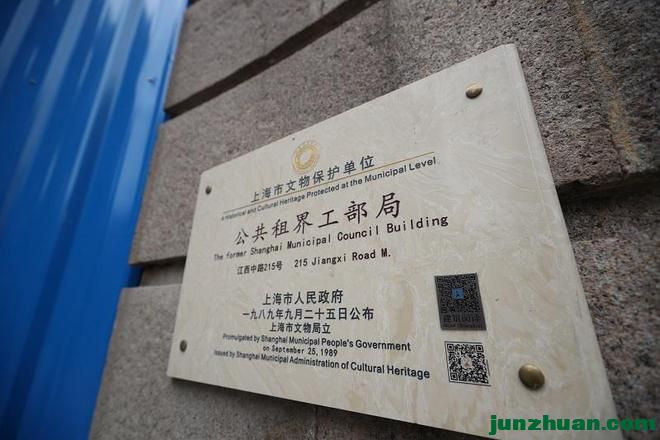 上海市文物保护单位
A Historical and Cultural Heritage Protected at the Municipal Level
公共租界工部局
The former Shanghai Municipal Council Building
江西中路215号 215 Jiangxi Road M.
上海市人民政府
一九八九年九月二十五日公布
上海市文物局立
Promulgated by Shanghai Municipal People's Government
on September 25, 1989
Issued by Shanghai Municipal Administration of Cultural Heritage
建筑阅读
junzhuan.com